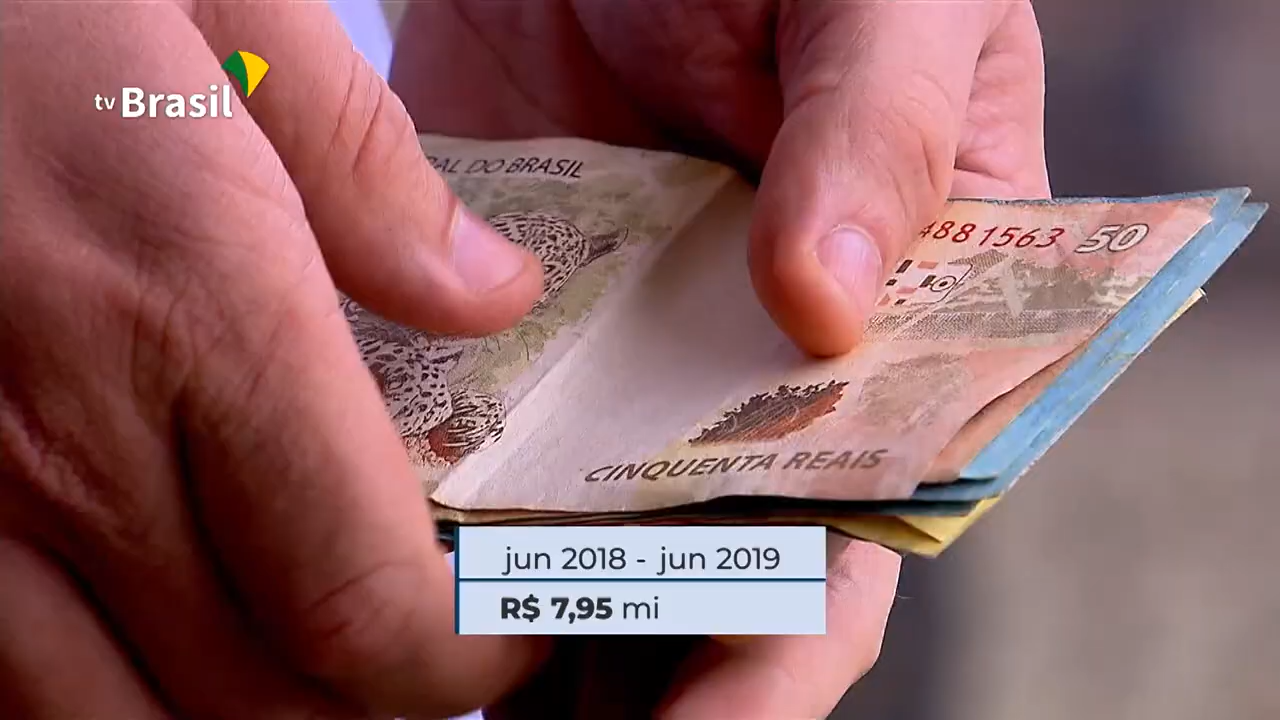 tv Brasil
RAL DO BRASIL
4881563 50
CINQUENTA REAIS
jun 2018 - jun 2019
R$ 7,95 mi